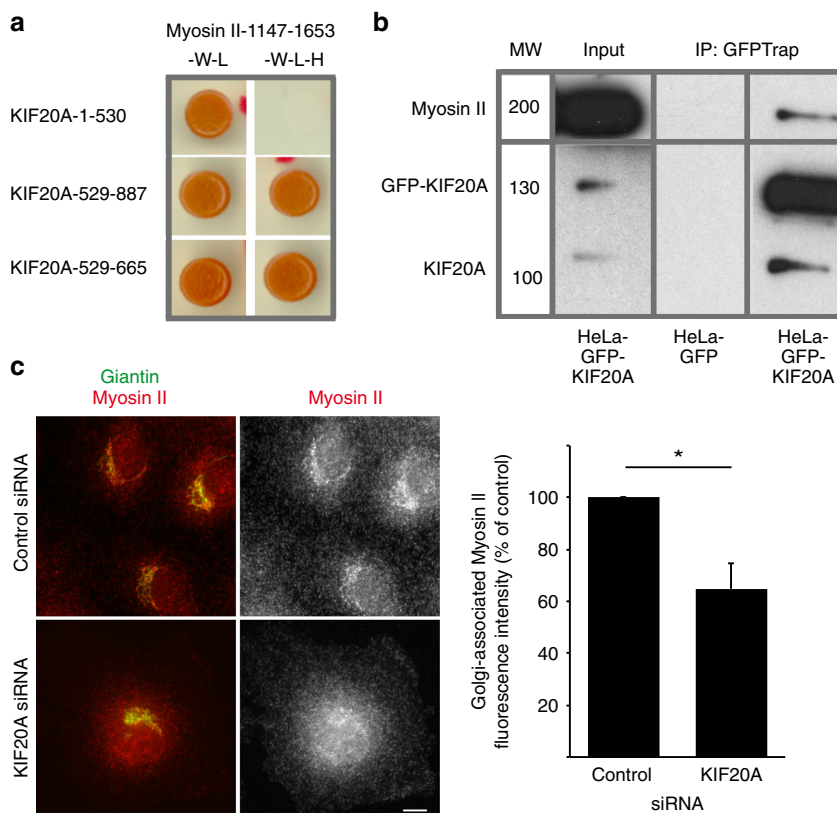 a
Myosin II-1147-1653
-W-L
-W-L-H
KIF20A-1-530
KIF20A-529-887
KIF20A-529-665
b
MW
Input
IP: GFPTrap
Myosin II
200
GFP-KIF20A
130
KIF20A
100
HeLa-
GFP-
KIF20A
HeLa-
GFP
HeLa-
GFP-
KIF20A
c
Giantin
Myosin II
Myosin II
Control siRNA
KIF20A siRNA
Golgi-associated Myosin II
fluorescence intensity (% of control)
100
80
60
40
20
*
Control
KIF20A
siRNA